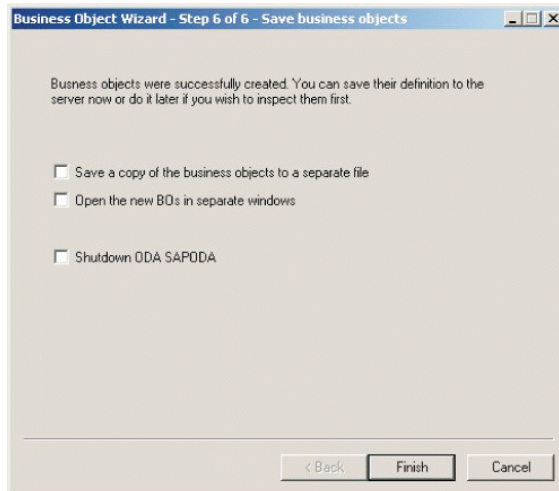 Business Object Wizard - Step 6 of 6 - Save business objects
Busness objects were successfully created. You can save their definition to the
server now or do it later if you wish to inspect them first.
Save a copy of the business objects to a separate file
Open the new BOs in separate windows
Shutdown ODA SAPODA
< Back Finish Cancel